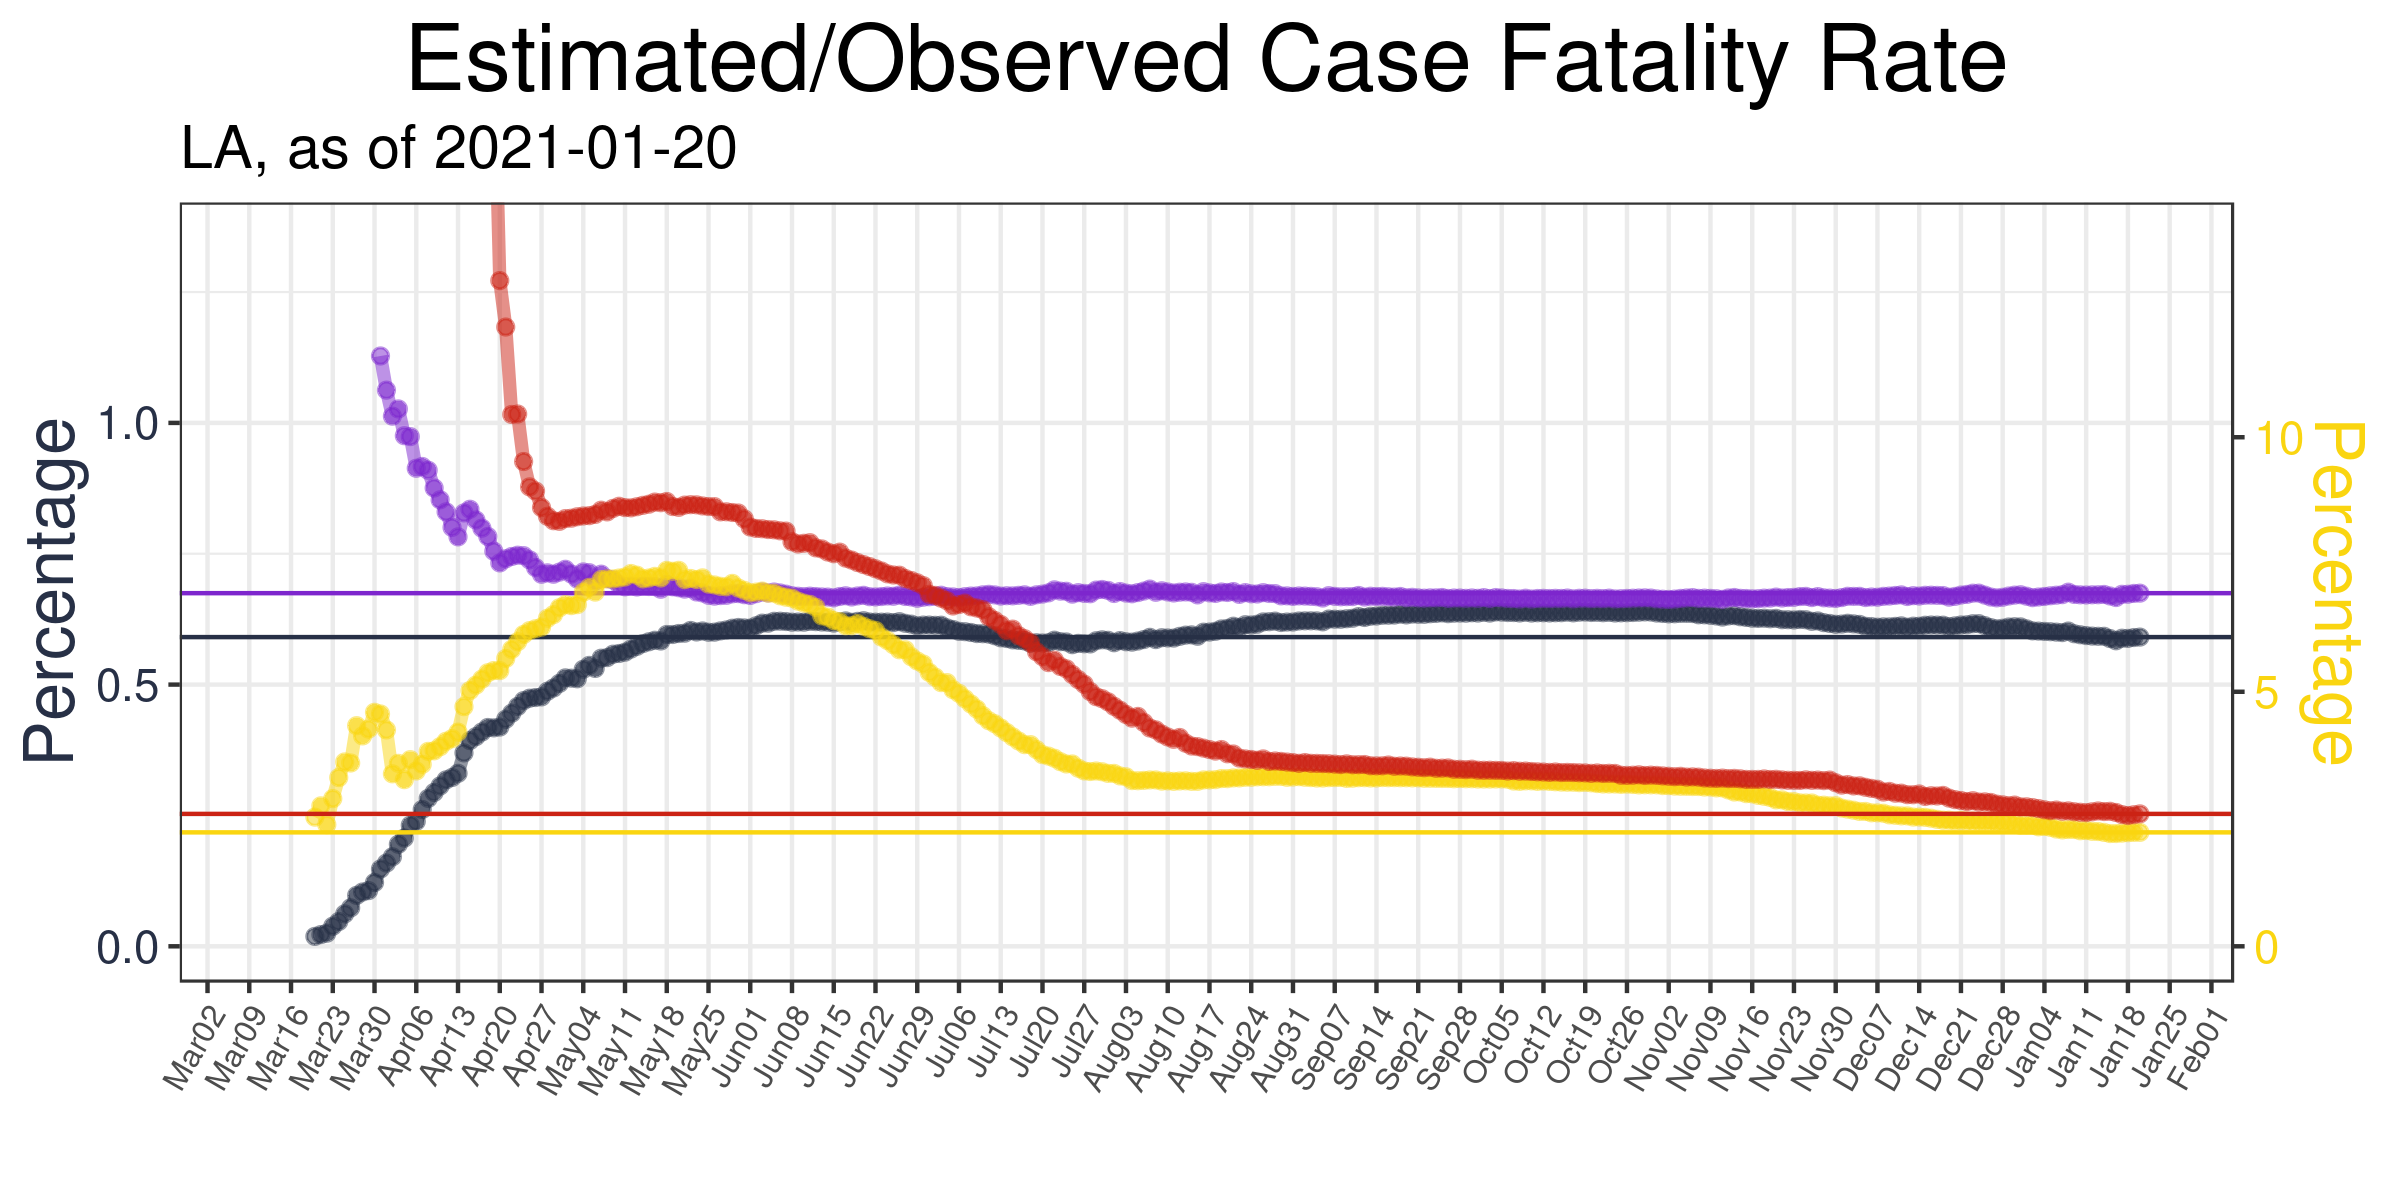 Estimated/Observed Case Fatality Rate
LA, as of 2021-01-20
Percentage
1.0
0.5
0.0
10
5
0
Percentage
Mar02
Mar09
Mar16
Mar23
Mar30
Apr06
Apr13
Apr20
Apr27
May04
May11
May18
May25
Jun01
Jun08
Jun15
Jun22
Jun29
Jul06
Jul13
Jul20
Jul27
Aug03
Aug10
Aug17
Aug24
Aug31
Sep07
Sep14
Sep21
Sep28
Oct05
Oct12
Oct19
Oct26
Nov02
Nov09
Nov16
Nov23
Nov30
Dec07
Dec14
Dec21
Dec28
Jan04
Jan11
Jan18
Jan25
Feb01